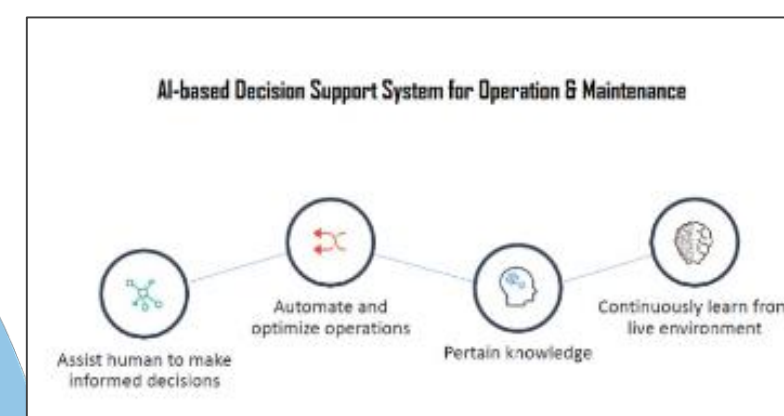 AI-based Decision Support System for Operation & Maintenance
Assist human to make
informed decisions
Automate and
optimize operations
Pertain knowledge
Continuously learn from
live environment